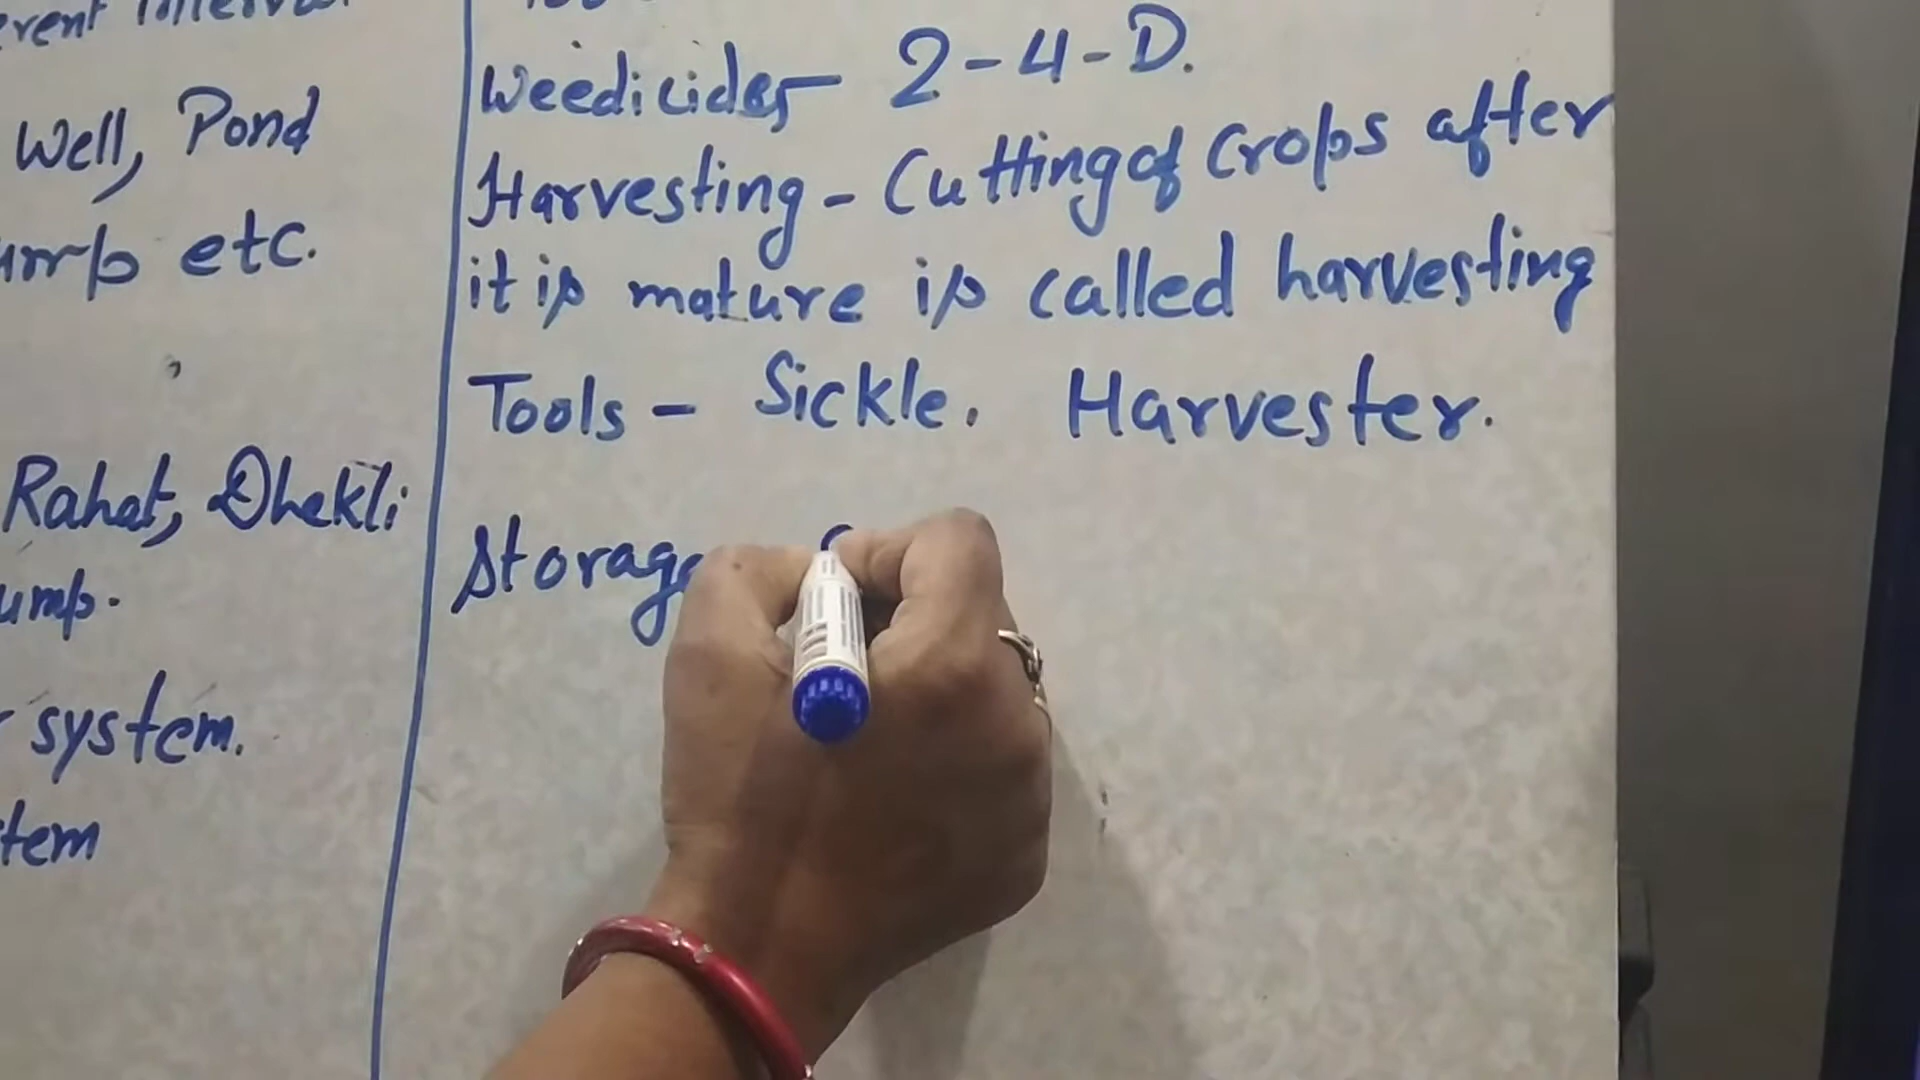 Well, Pond
etc.
Rahat, Dhekli
system.
Weedicides - 2-4-D.
Harvesting - Cutting of Crops after
it is mature is called harvesting
Tools - Sickle. Harvester.
Storage